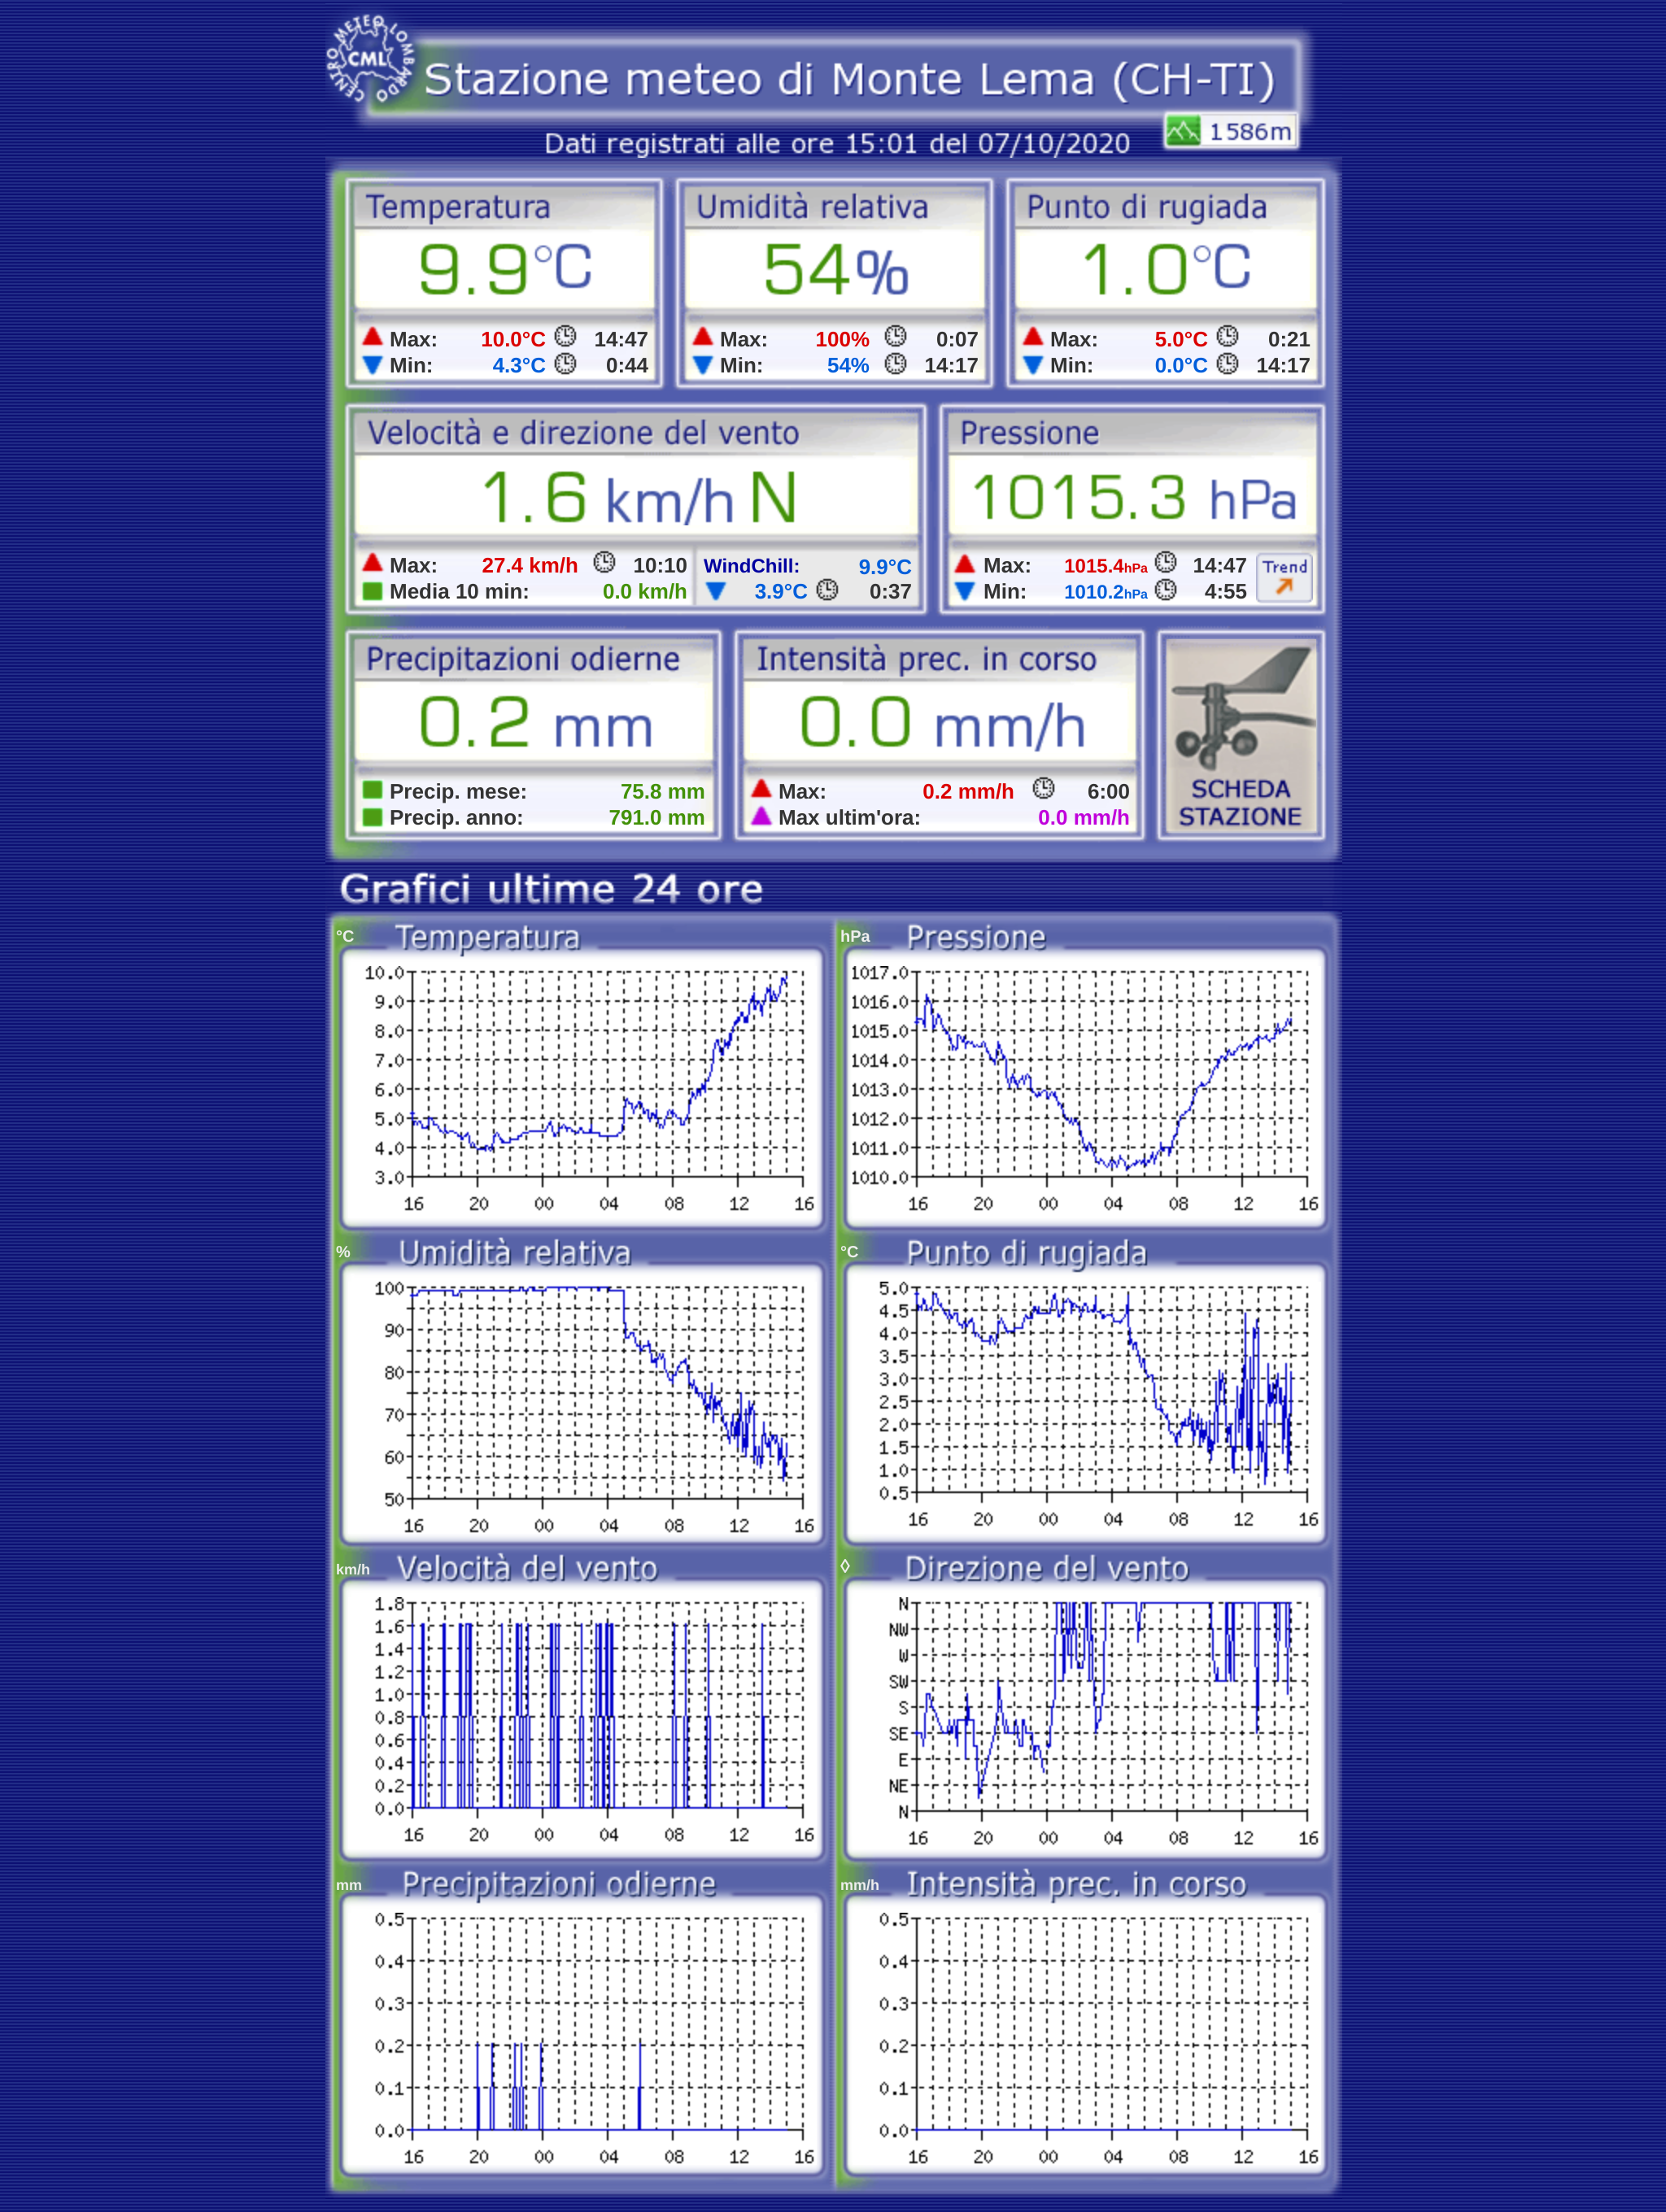 CENTRO METEO LOMBARDO
CML
Stazione meteo di Monte Lema (CH-TI)
1586m
Dati registrati alle ore 15:01 del 07/10/2020
Temperatura Umidità relativa Punto di rugiada
9.9°C 54% 1.0°C
Max: 10.0°C 14:47 Max: 100% 0:07 Max: 5.0°C 0:21
Min: 4.3°C 0:44 Min: 54% 14:17 Min: 0.0°C 14:17
Velocità e direzione del vento Pressione
1.6 km/h N 1015.3 hPa
Max: 27.4 km/h 10:10 WindChill: 9.9°C Max: 1015.4hPa 14:47 Trend
Media 10 min: 0.0 km/h 3.9°C 0:37 Min: 1010.2hPa 4:55
Precipitazioni odierne Intensità prec. in corso
0.2 mm 0.0 mm/h
Precip. mese: 75.8 mm Max: 0.2 mm/h 6:00 SCHEDA
Precip. anno: 791.0 mm Max ultim'ora: 0.0 mm/h STAZIONE
Grafici ultime 24 ore
°C Temperatura
10.0
9.0
8.0
7.0
6.0
5.0
4.0
3.0
16 20 00 04 08 12 16
hPa Pressione
1017.0
1016.0
1015.0
1014.0
1013.0
1012.0
1011.0
1010.0
16 20 00 04 08 12 16
% Umidità relativa
100
90
80
70
60
50
16 20 00 04 08 12 16
°C Punto di rugiada
5.0
4.5
4.0
3.5
3.0
2.5
2.0
1.5
1.0
0.5
16 20 00 04 08 12 16
km/h Velocità del vento
1.8
1.6
1.4
1.2
1.0
0.8
0.6
0.4
0.2
0.0
16 20 00 04 08 12 16
◊ Direzione del vento
N
NW
W
SW
S
SE
E
NE
N
16 20 00 04 08 12 16
mm Precipitazioni odierne
0.5
0.4
0.3
0.2
0.1
0.0
16 20 00 04 08 12 16
mm/h Intensità prec. in corso
0.5
0.4
0.3
0.2
0.1
0.0
16 20 00 04 08 12 16